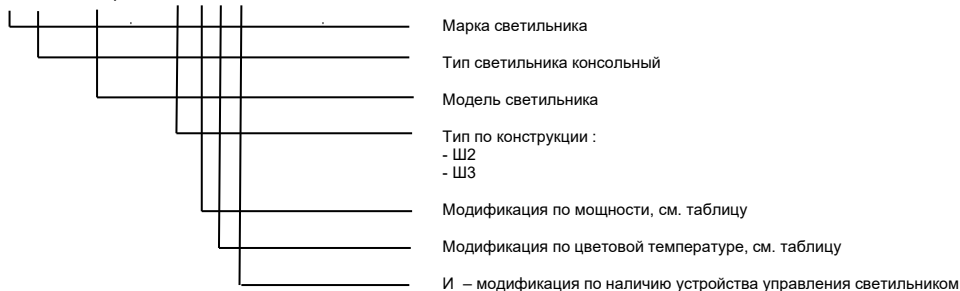 Марка светильника
Тип светильника консольный
Модель светильника
Тип по конструкции :
- Ш2
- Ш3
Модификация по мощности, см. таблицу
Модификация по цветовой температуре, см. таблицу
И – модификация по наличию устройства управления светильником